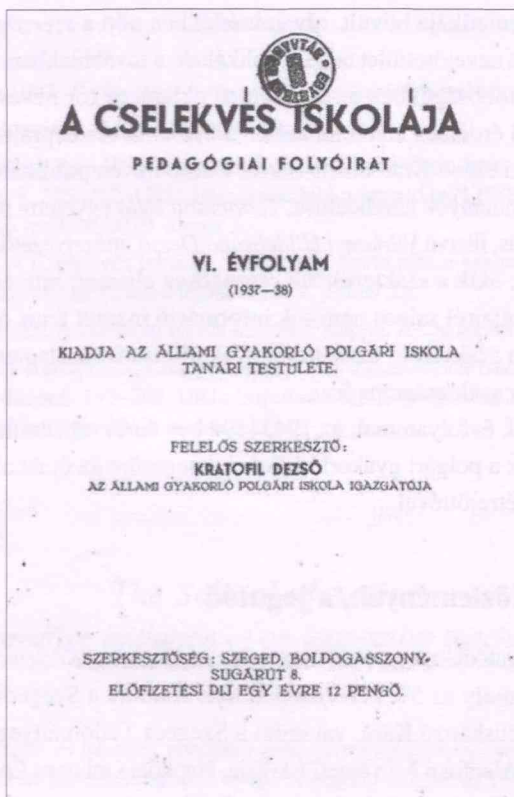 A CSELEKVÉS ISKOLÁJA
PEDAGÓGIAI FOLYÓIRAT
VI. ÉVFOLYAM
(1937—38)
KIADJA AZ ÁLLAMI GYAKORLÓ POLGÁRI ISKOLA
TANÁRI TESTÜLETE.
FELELŐS SZERKESZTŐ:
KRATOFIL DEZSŐ
AZ ÁLLAMI GYAKORLÓ POLGÁRI ISKOLA IGAZGATÓJA
SZERKESZTŐSÉG: SZEGED, BOLDOGASSZONY-
SUGÁRÚT 8.
ELŐFIZETÉSI DIJ EGY ÉVRE 12 PENGŐ.